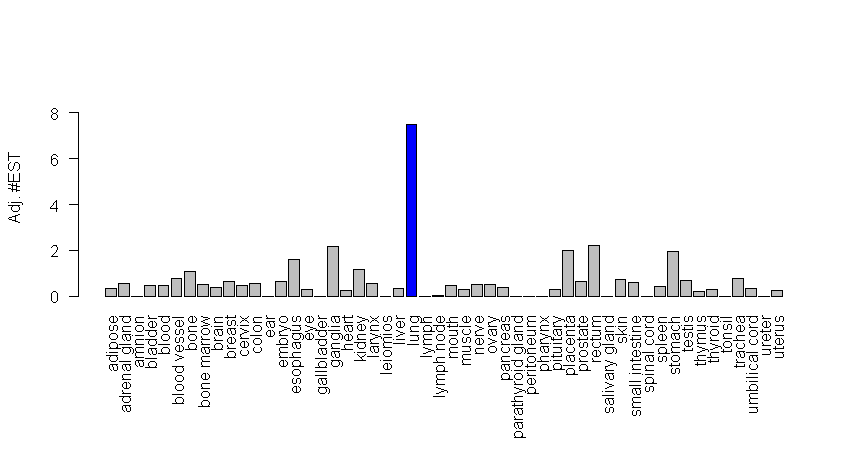 Adj. #EST
8
6
4
2
0
adipose
adrenal gland
amnion
bladder
blood
blood vessel
bone
bone marrow
brain
breast
cervix
colon
ear
embryo
esophagus
eye
gallbladder
ganglia
heart
kidney
larynx
leiomios
liver
lung
lymph
lymph node
mouth
muscle
nerve
ovary
pancreas
parathyroid gland
peritoneum
pharynx
pituitary
placenta
prostate
rectum
salivary gland
skin
small intestine
spinal cord
spleen
stomach
testis
thymus
thyroid
tonsil
trachea
umbilical cord
ureter
uterus